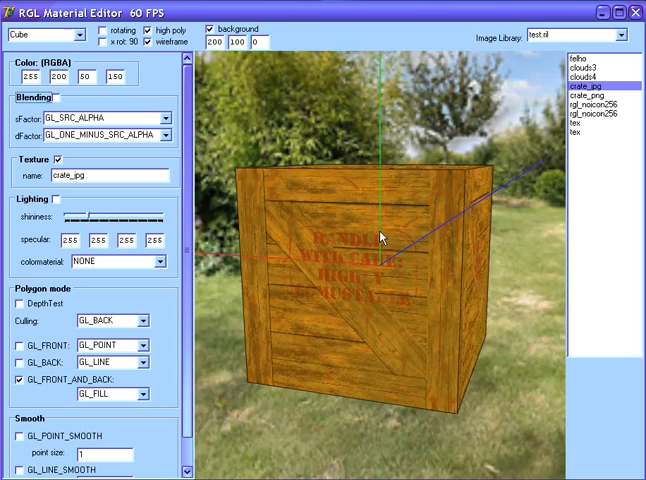 RGL Material Editor 60 FPS
Cube
rotating
high poly
background
x rot: 90
wireframe
200 100 0
Image Library:
test.ril
Color: (RGBA)
255 200 50 150
Blending
sFactor: GL_SRC_ALPHA
dFactor: GL_ONE_MINUS_SRC_ALPHA
Texture
name: crate_jpg
Lighting
shininess:
specular: 255 255 255 255
colormaterial: NONE
Polygon mode
DepthTest
Culling: GL_BACK
GL_FRONT: GL_POINT
GL_BACK: GL_LINE
GL_FRONT_AND_BACK:
GL_FILL
Smooth
GL_POINT_SMOOTH
point size: 1
GL_LINE_SMOOTH
felho
clouds3
clouds4
crate_jpg
crate_png
rgl_noicon256
rgl_noicon256
tex
tex
WITH